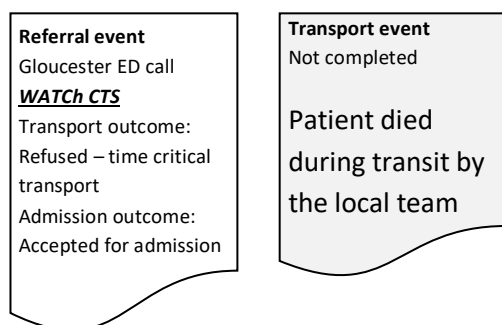 Referral event
Gloucester ED call
WATCh CTS
Transport outcome:
Refused – time critical
transport
Admission outcome:
Accepted for admission
Transport event
Not completed
Patient died
during transit by
the local team